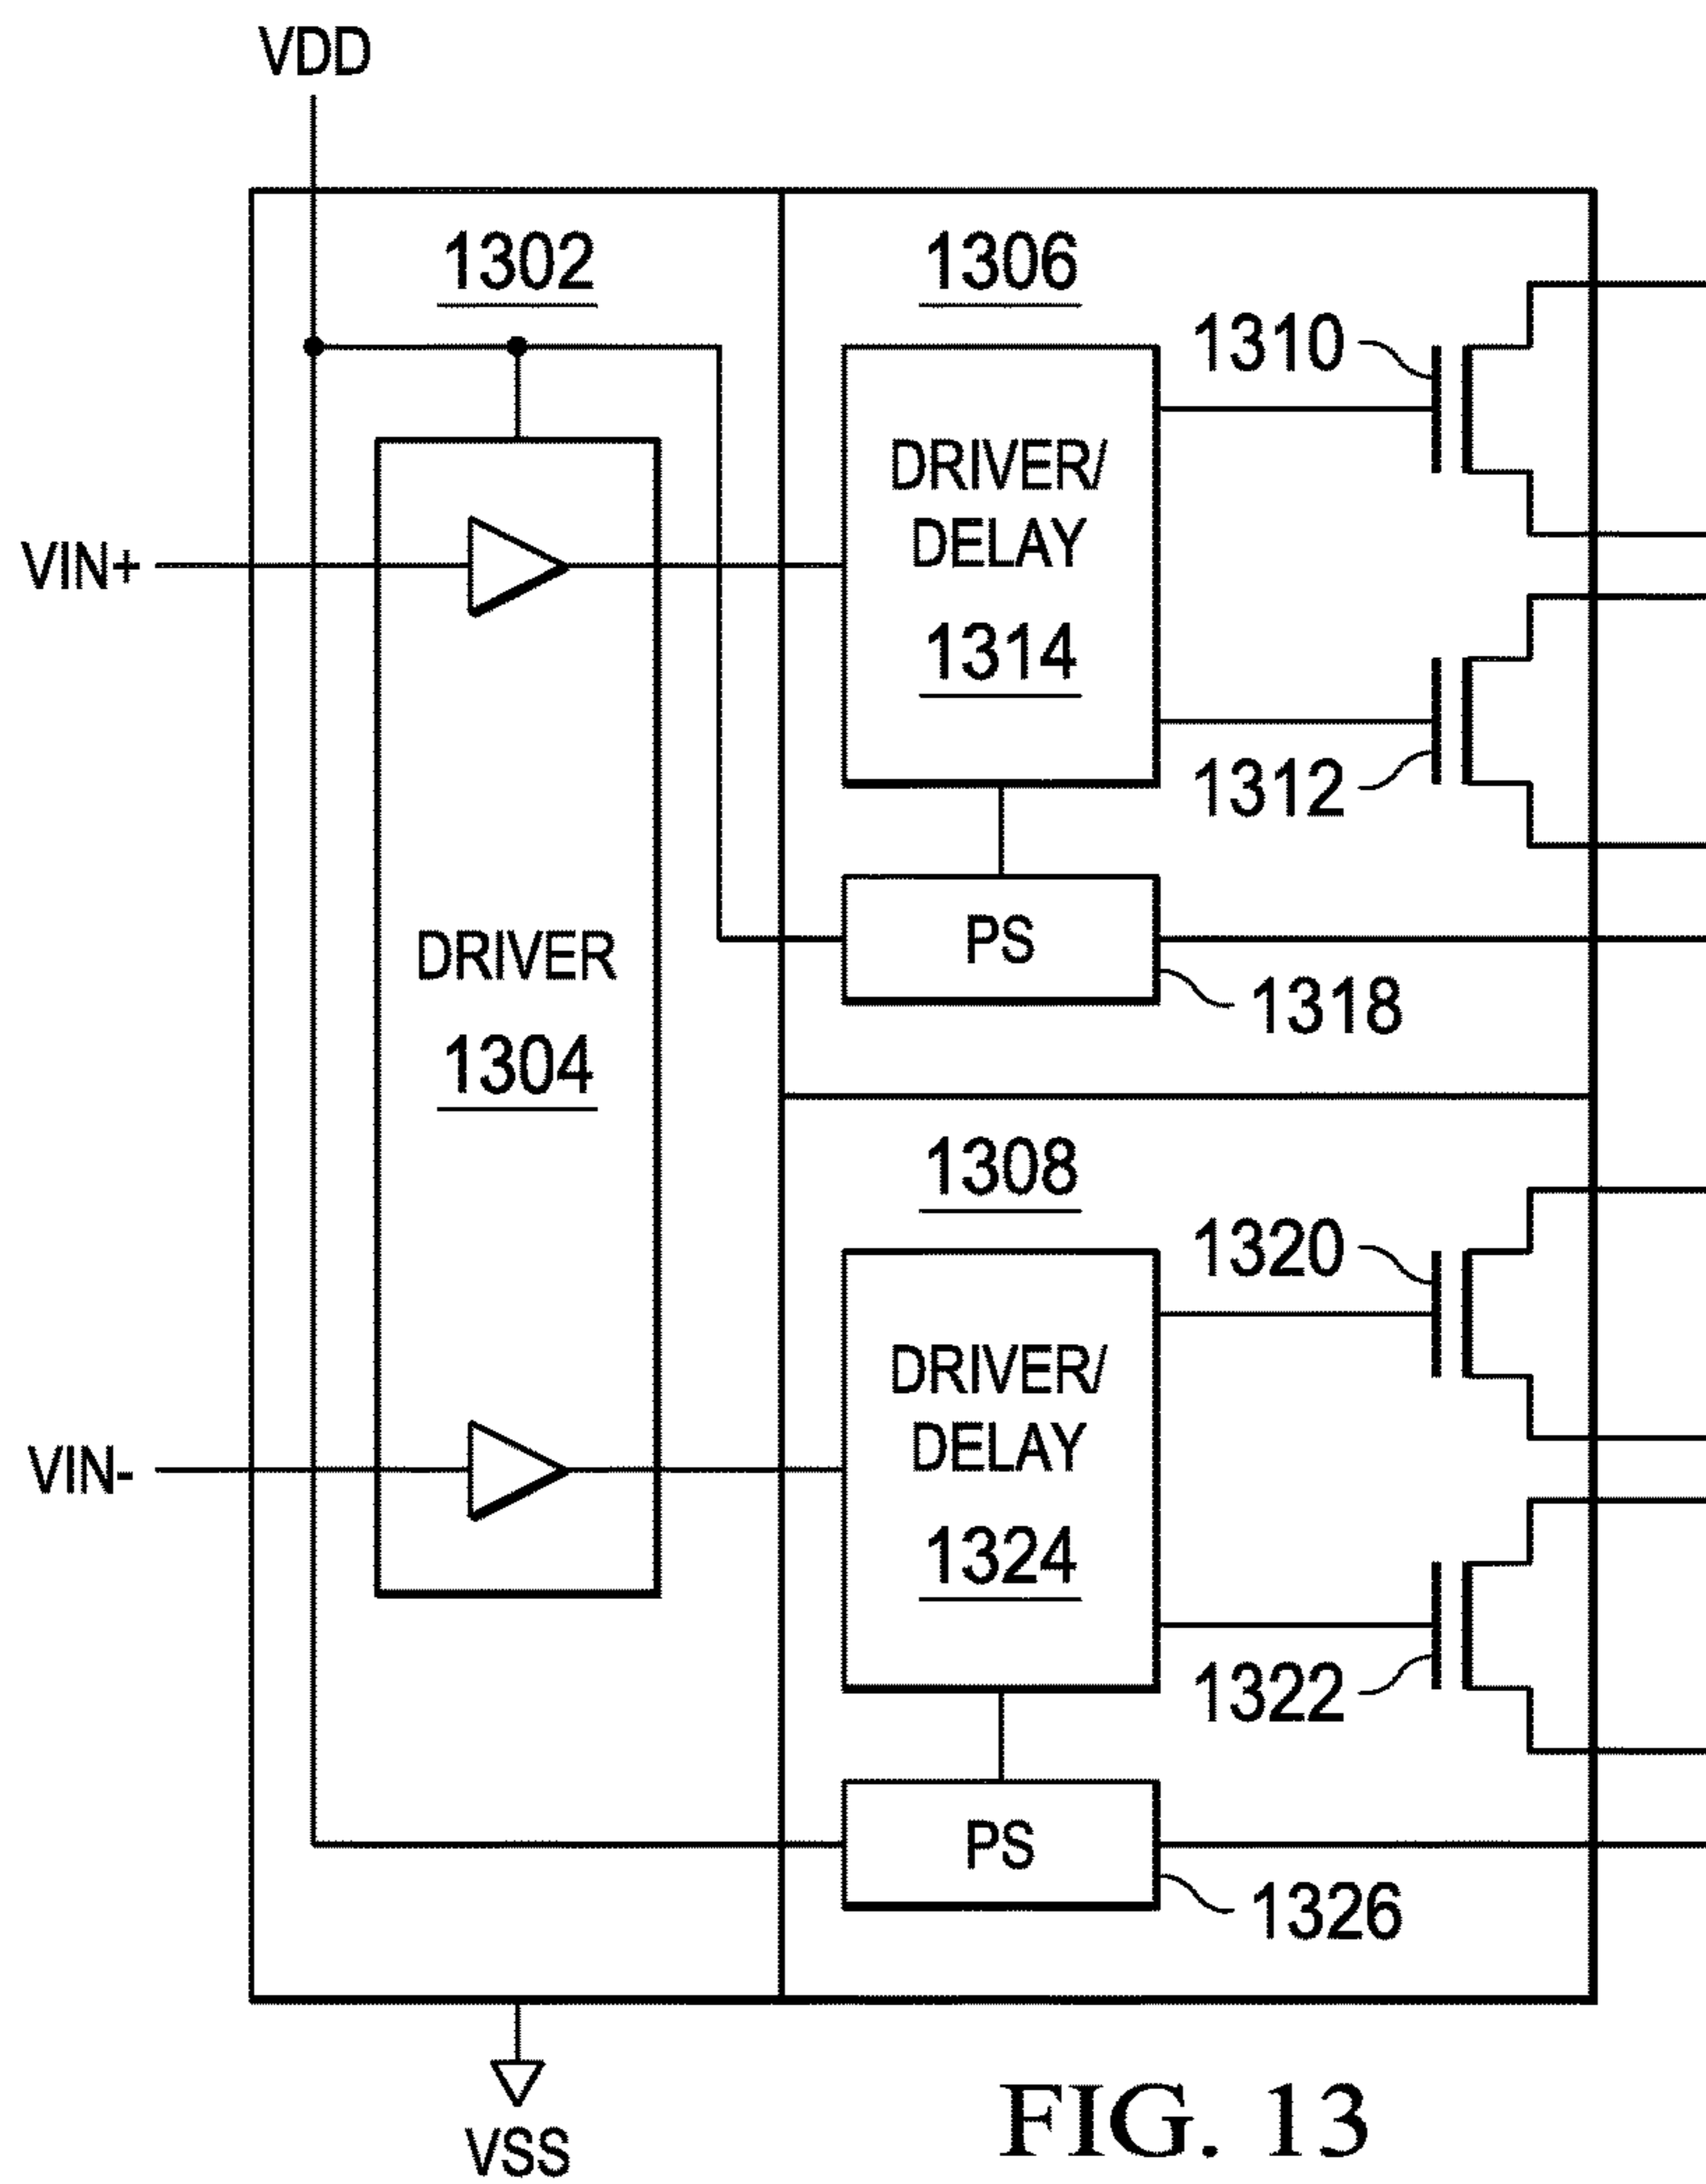 VDD
1302
1306
1310
DRIVER/
DELAY
VIN+
1314
1312
PS
DRIVER
1318
1304
1308
1320
DRIVER/
DELAY
VIN-
1324
1322
PS
1326
VSS
FIG. 13